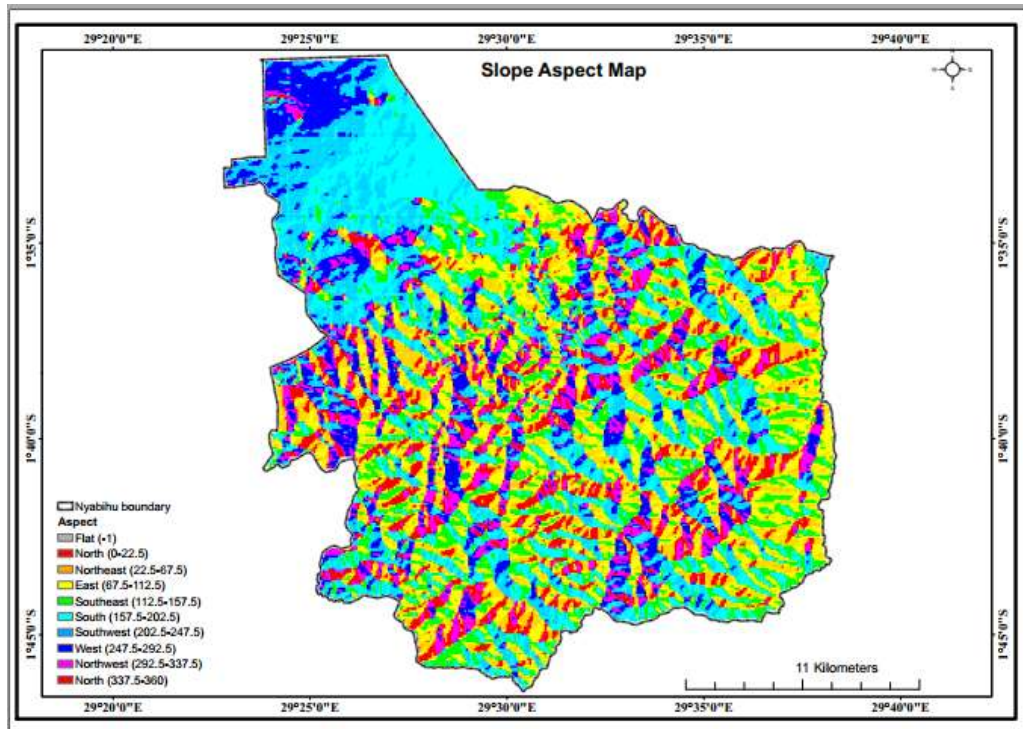 29°20'0"E 29°25'0"E 29°30'0"E 29°35'0"E 29°40'0"E
Slope Aspect Map
1°35'0"S 1°35'0"S
1°40'0"S 1°40'0"S
Nyabihu boundary
Aspect
Flat (-1)
North (0-22.5)
Northeast (22.5-67.5)
East (67.5-112.5)
Southeast (112.5-157.5)
South (157.5-202.5)
Southwest (202.5-247.5)
West (247.5-292.5)
Northwest (292.5-337.5)
North (337.5-360)
1°45'0"S 1°45'0"S
11 Kilometers
29°20'0"E 29°25'0"E 29°30'0"E 29°35'0"E 29°40'0"E